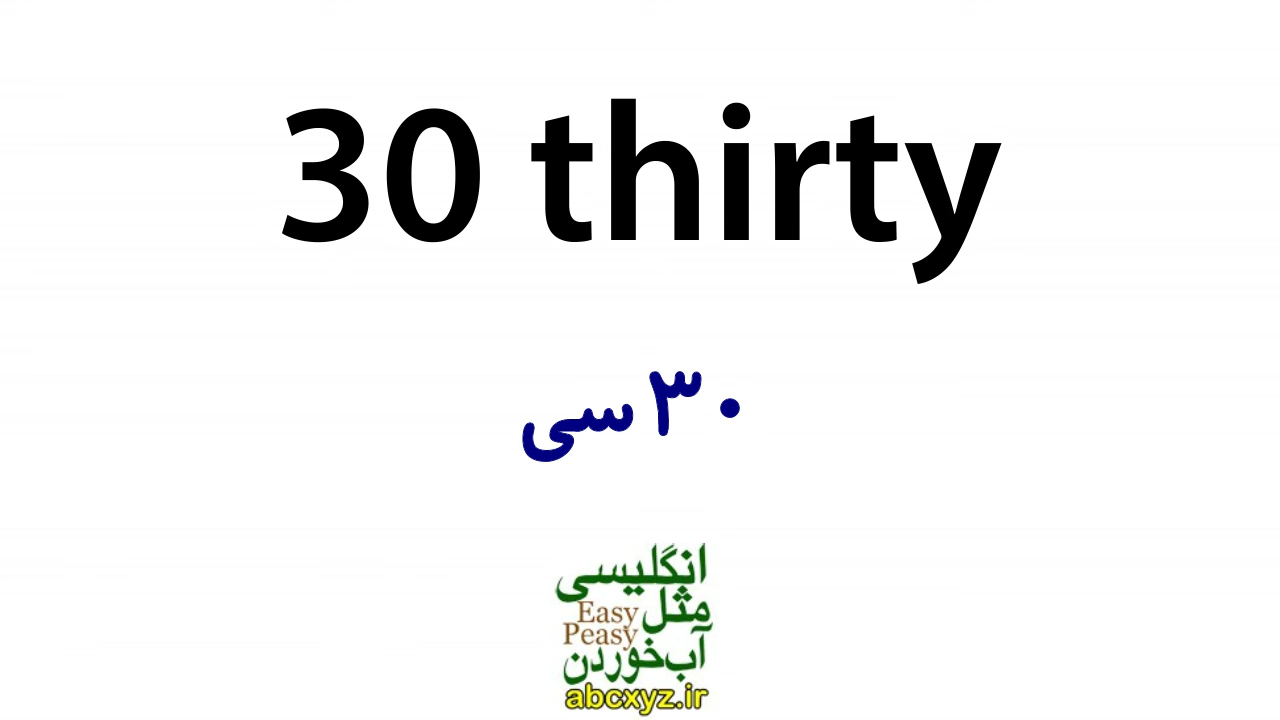 30 thirty
۳۰ سی
انگلیسی
مثل
Easy
Peasy
آب‌خوردن
abcxyz.ir